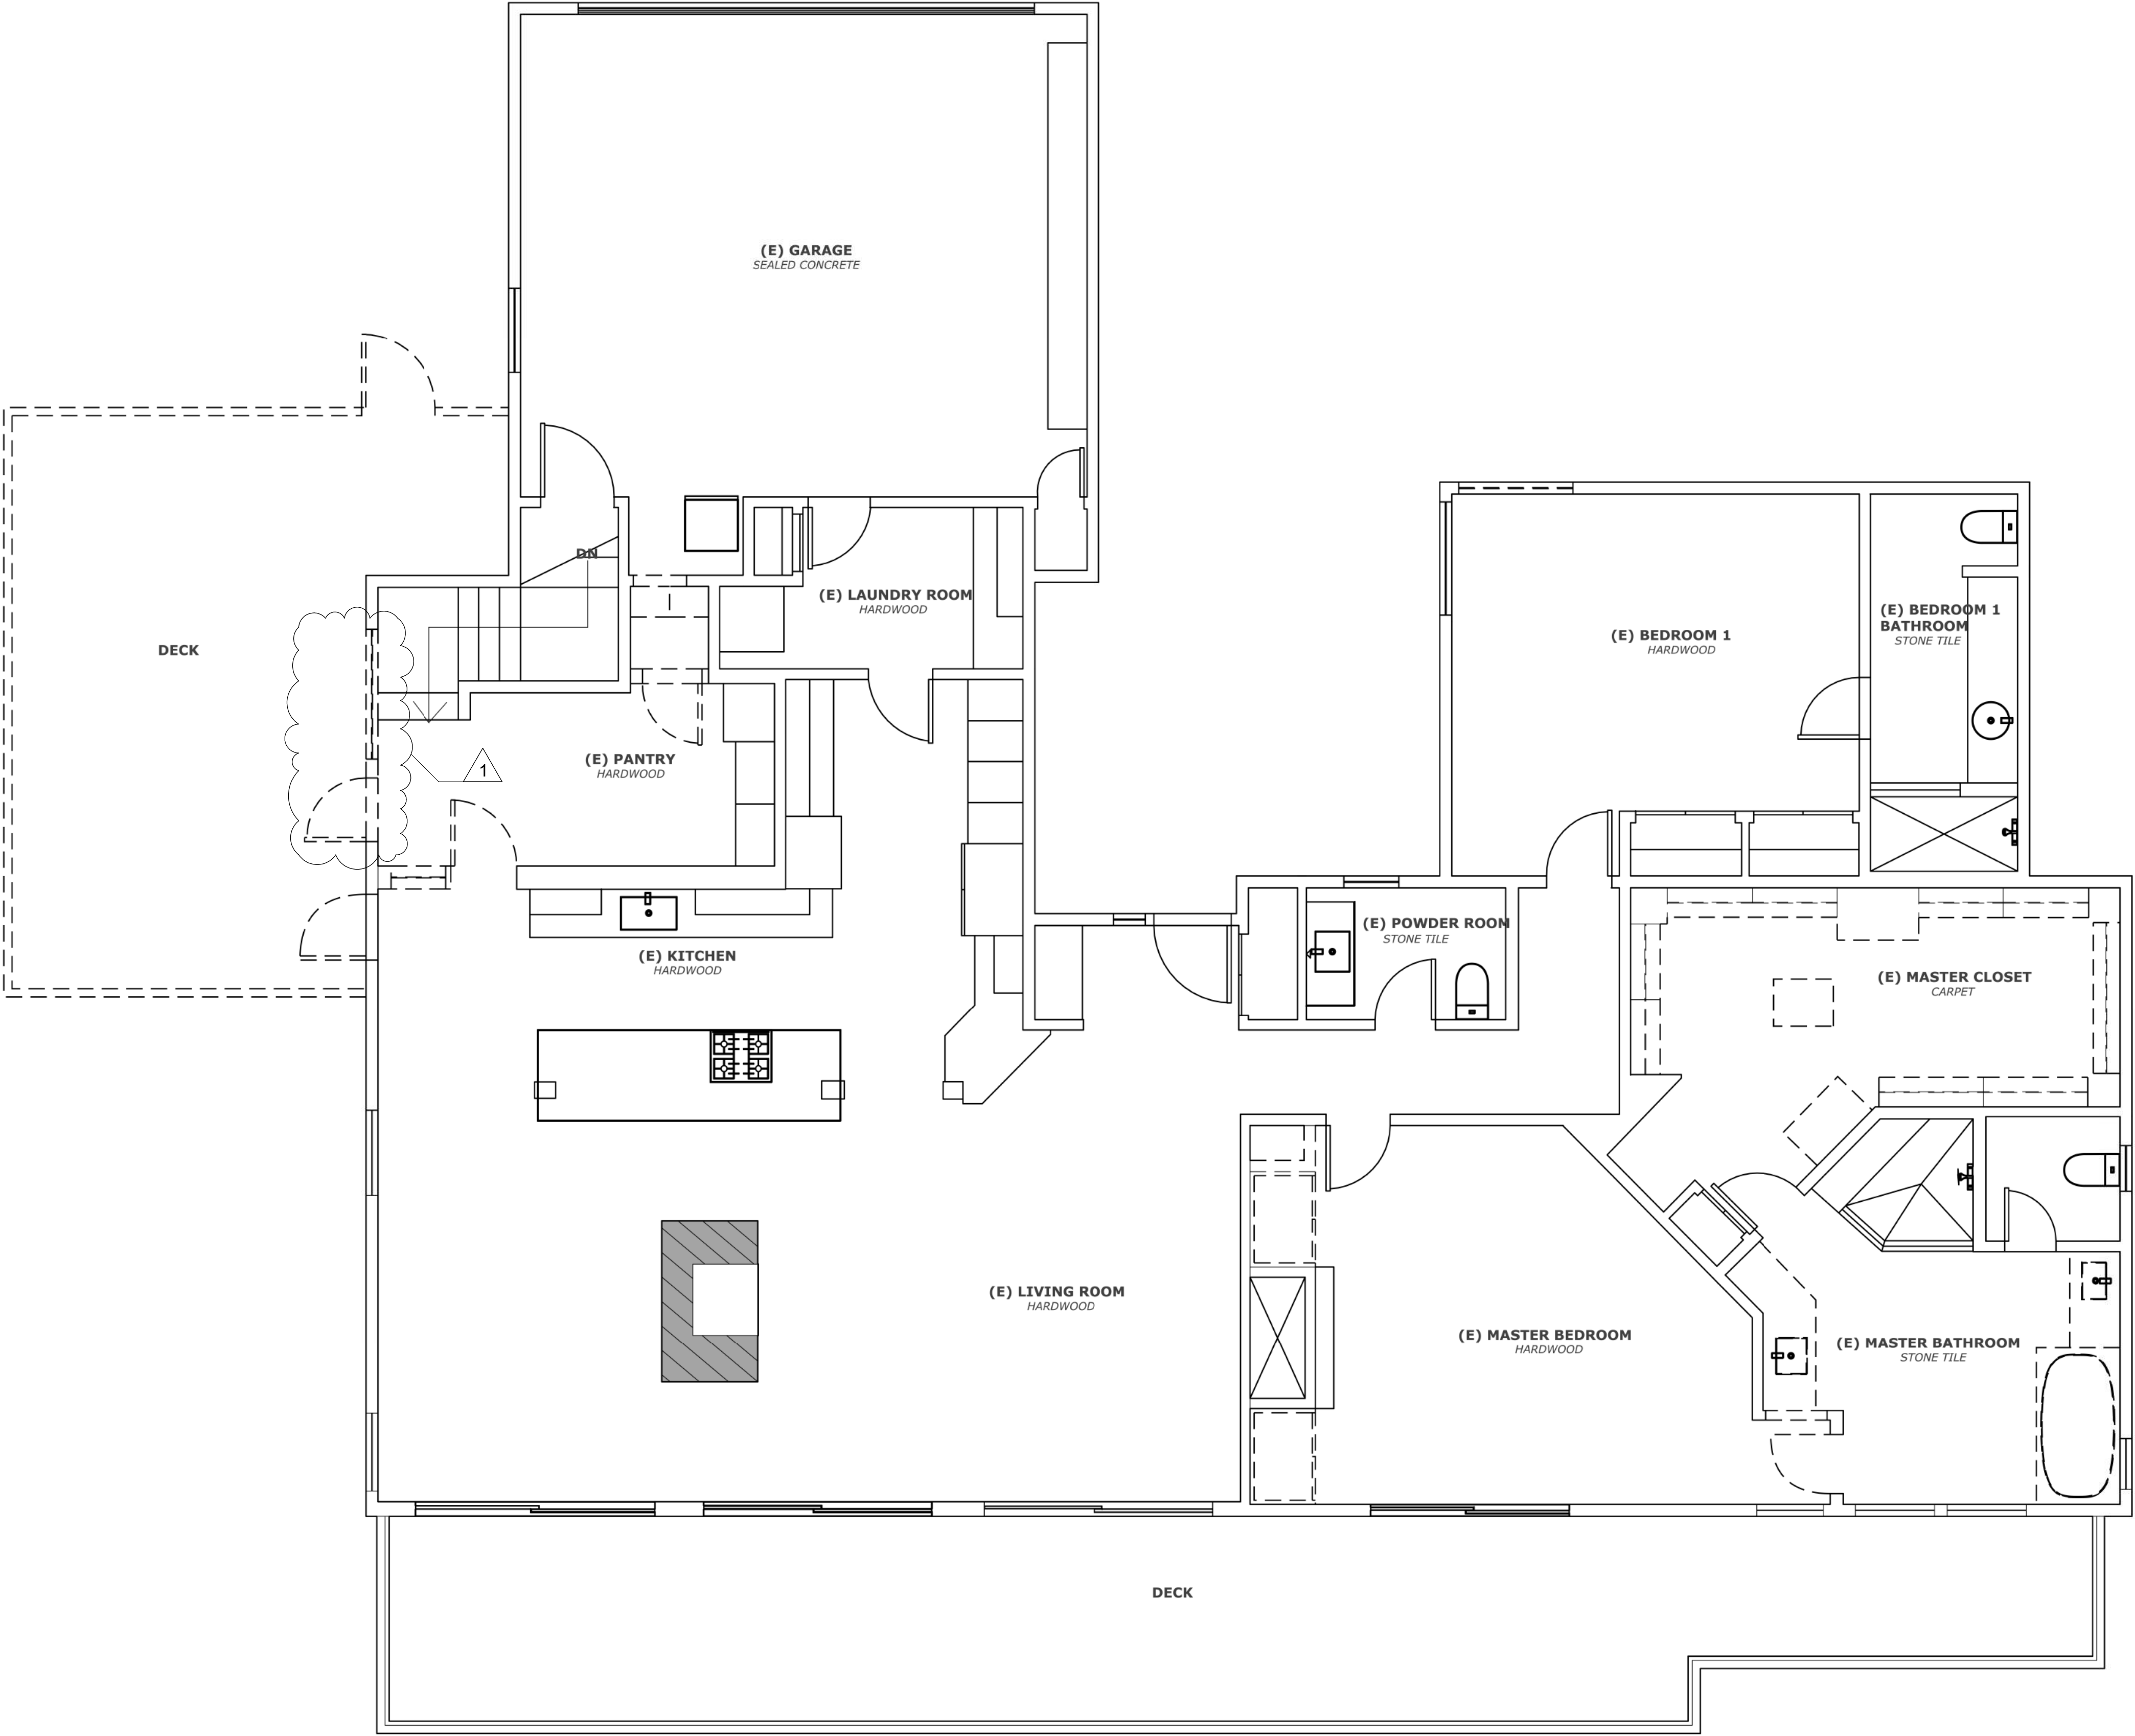 (E) GARAGE
SEALED CONCRETE
DN
(E) LAUNDRY ROOM
HARDWOOD
DECK
(E) BEDROOM 1
HARDWOOD
(E) BEDROOM 1
BATHROOM
STONE TILE
(E) PANTRY
HARDWOOD
1
(E) KITCHEN
HARDWOOD
(E) POWDER ROOM
STONE TILE
(E) MASTER CLOSET
CARPET
(E) LIVING ROOM
HARDWOOD
(E) MASTER BEDROOM
HARDWOOD
(E) MASTER BATHROOM
STONE TILE
DECK